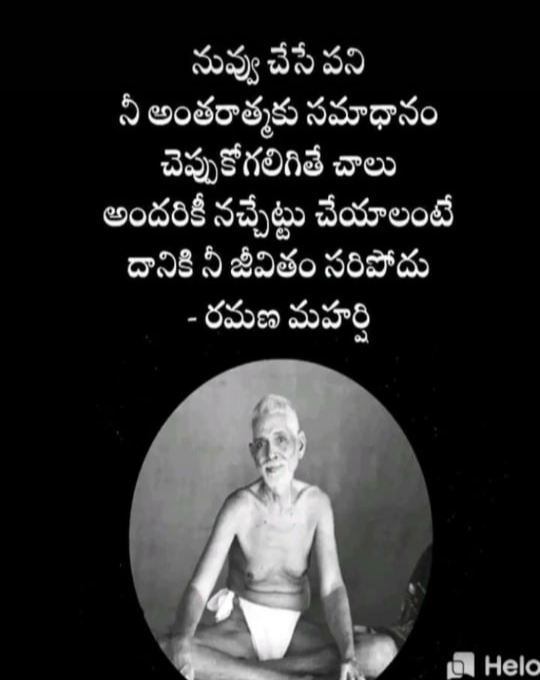 నువ్వు చేసే పని
నీ అంతరాత్మకు సమాధానం
చెప్పుకోగలిగితే చాలు
అందరికీ నచ్చేట్టు చేయాలంటే
దానికి నీ జీవితం సరిపోదు
- రమణ మహర్షి
Helo